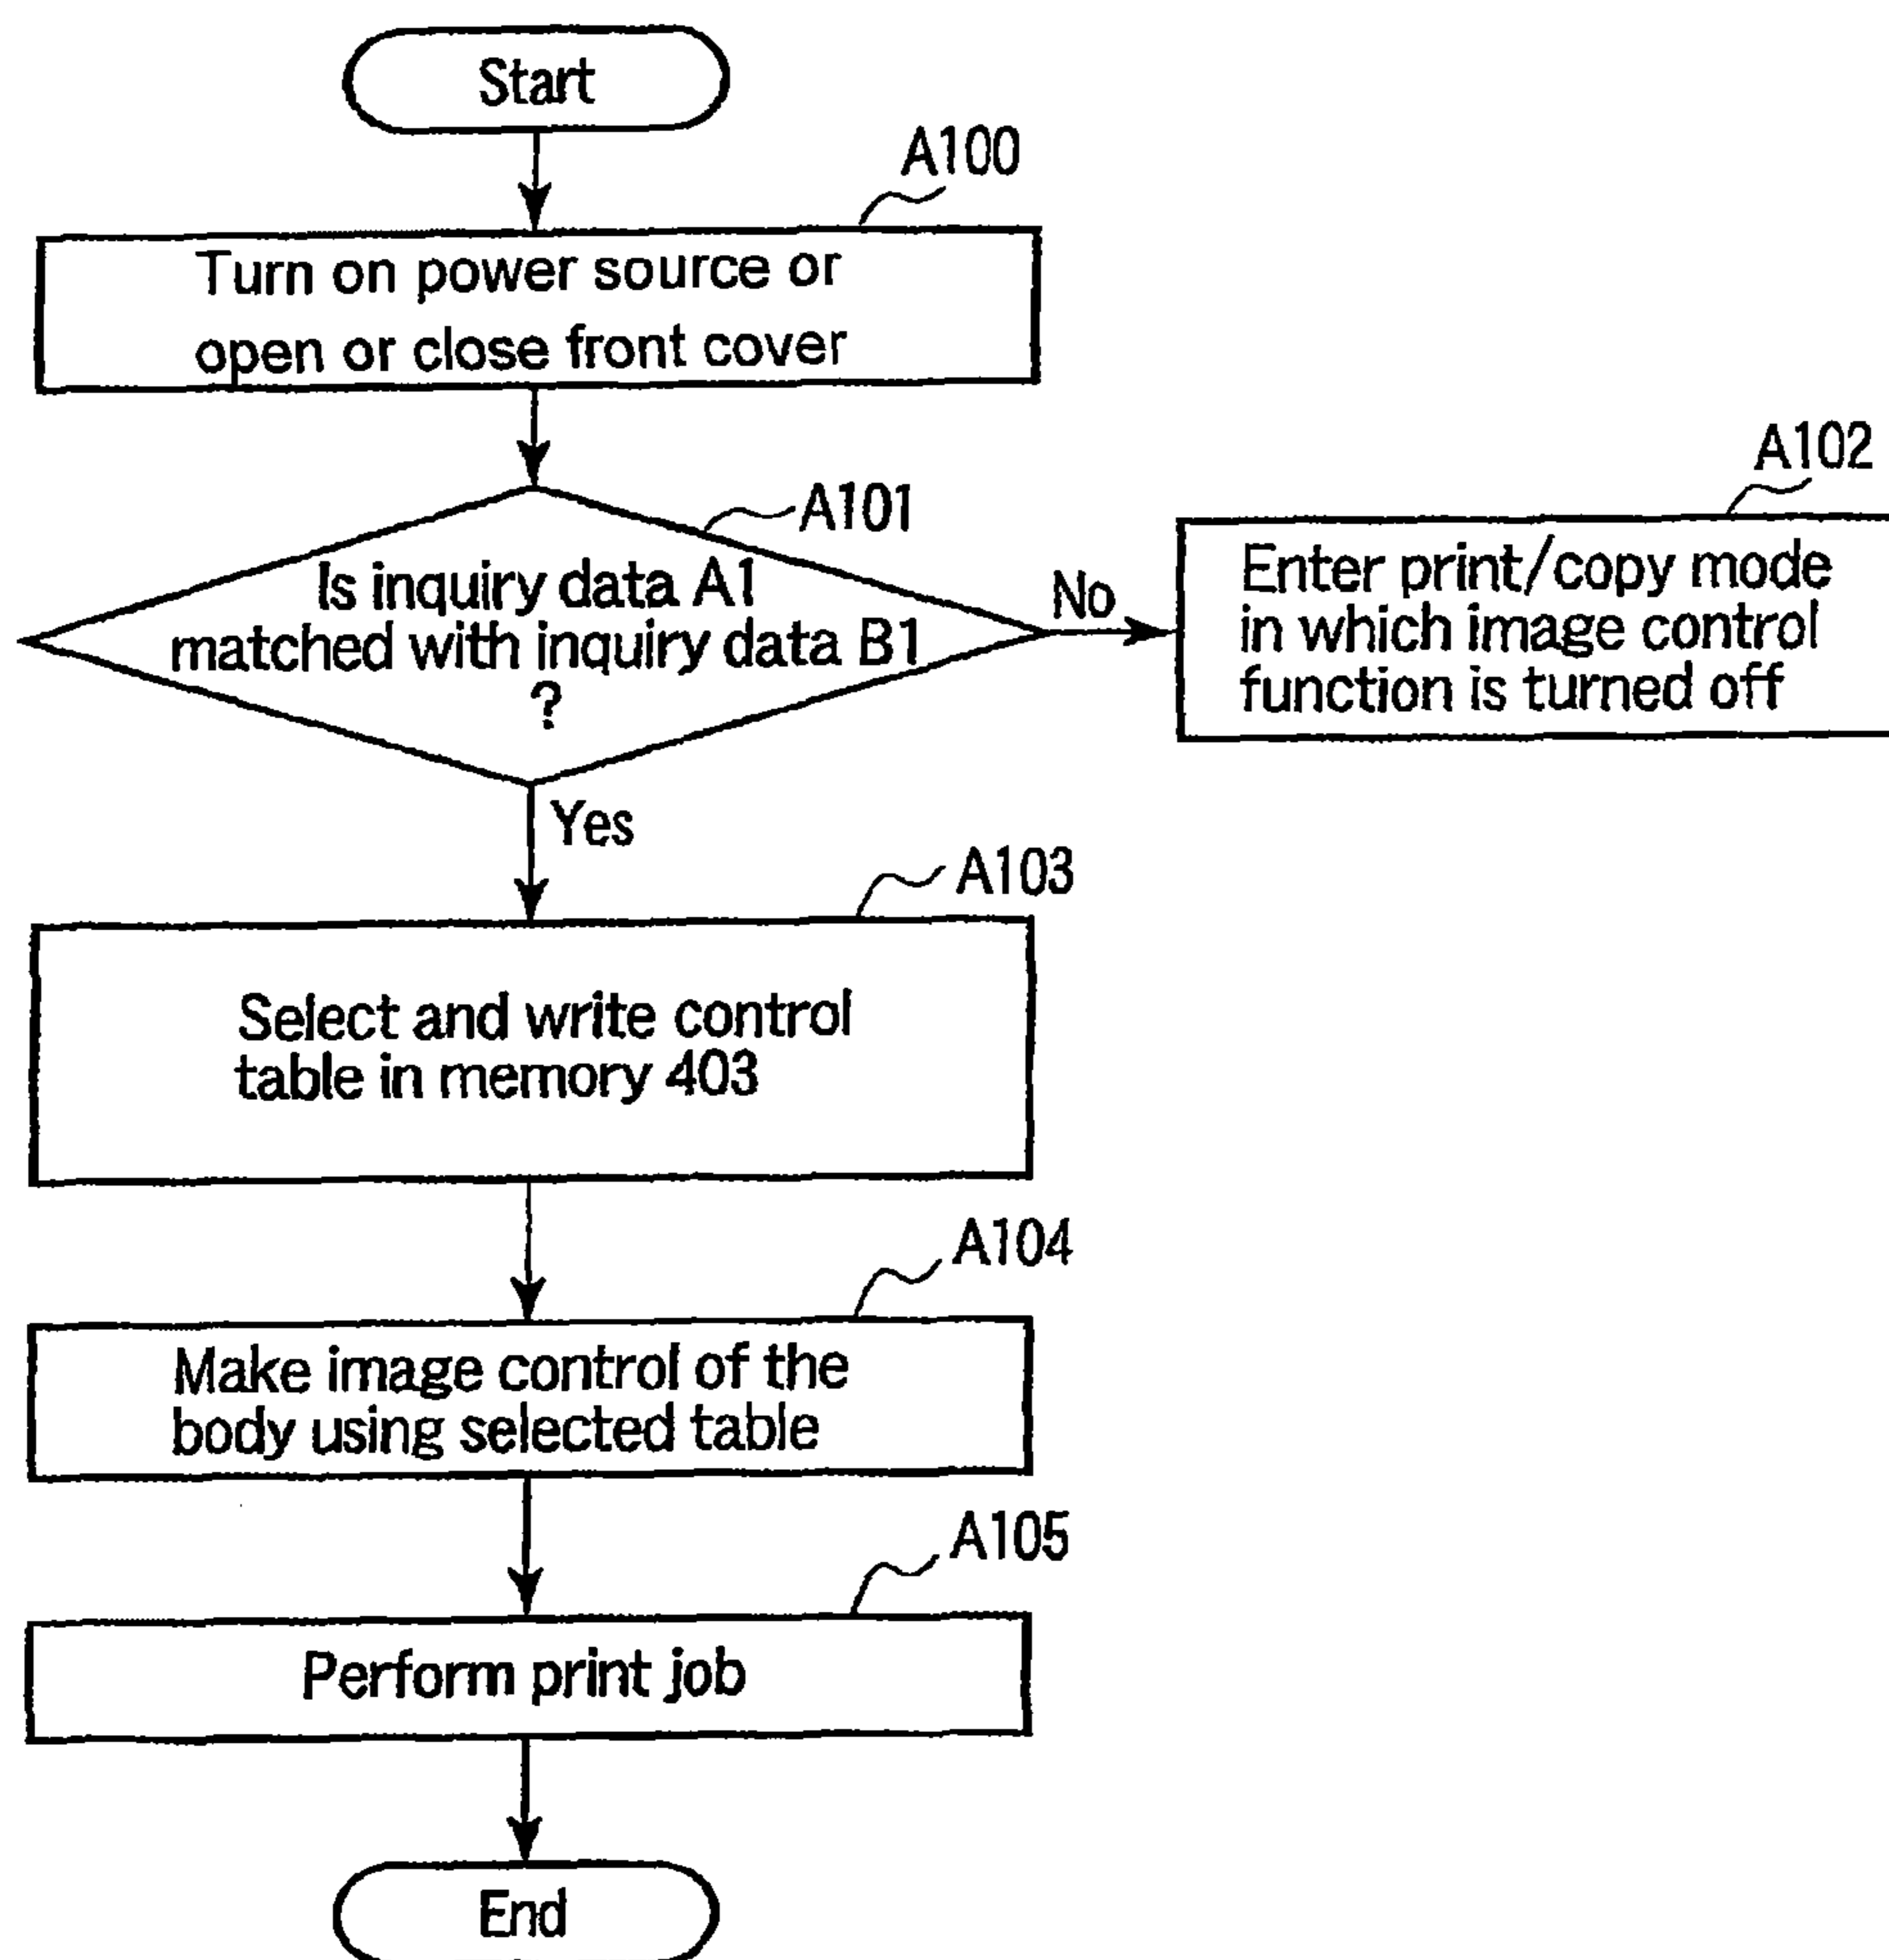 Start
A100
Turn on power source or
open or close front cover
A101
Is inquiry data A1
matched with inquiry data B1
?
No
A102
Enter print/copy mode
in which image control
function is turned off
Yes
A103
Select and write control
table in memory 403
A104
Make image control of the
body using selected table
A105
Perform print job
End